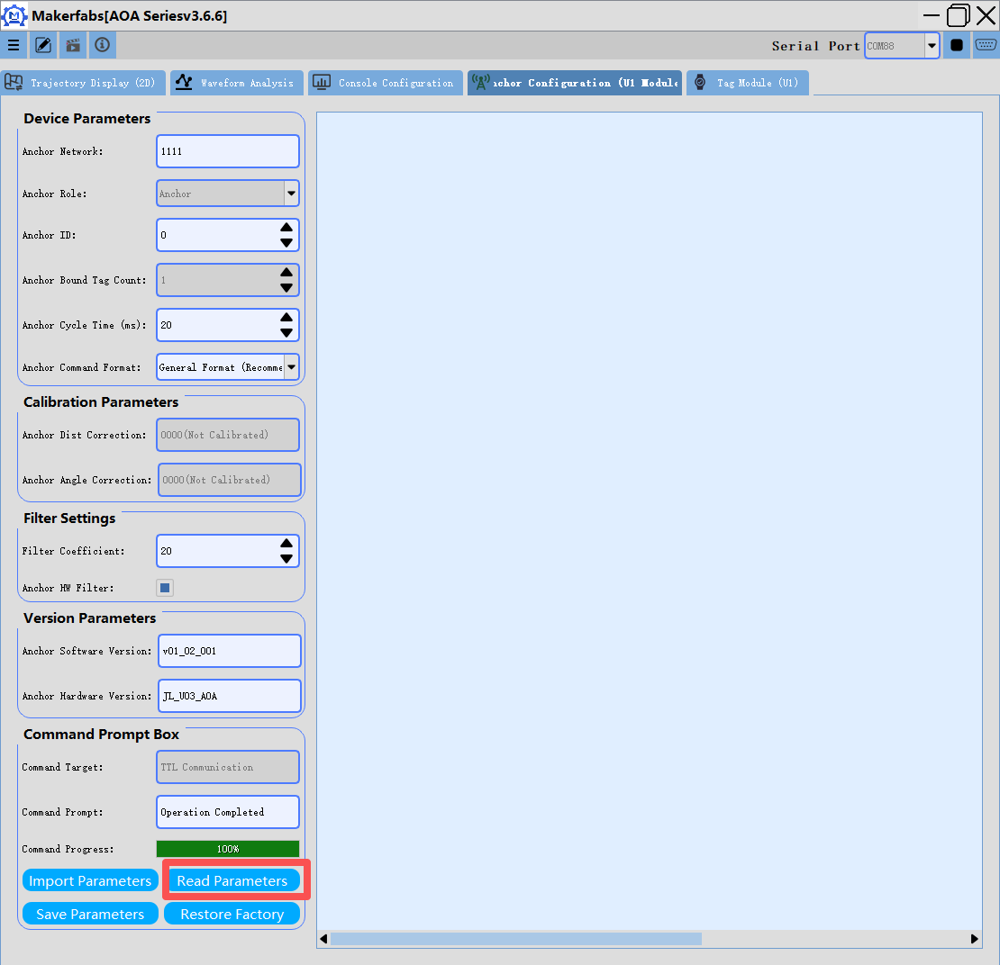 Makerfabs[AOA Seriesv3.6.6]
Serial Port COM88
Trajectory Display (2D) Waveform Analysis Console Configuration nchor Configuration (U1 Module Tag Module (U1)
Device Parameters
Anchor Network: 1111
Anchor Role: Anchor
Anchor ID: 0
Anchor Bound Tag Count: 1
Anchor Cycle Time (ms): 20
Anchor Command Format: General Format (Recomme
Calibration Parameters
Anchor Dist Correction: 0000(Not Calibrated)
Anchor Angle Correction: 0000(Not Calibrated)
Filter Settings
Filter Coefficient: 20
Anchor HW Filter:
Version Parameters
Anchor Software Version: v01_02_001
Anchor Hardware Version: JL_U03_AOA
Command Prompt Box
Command Target: TTL Communication
Command Prompt: Operation Completed
Command Progress: 100%
Import Parameters Read Parameters
Save Parameters Restore Factory